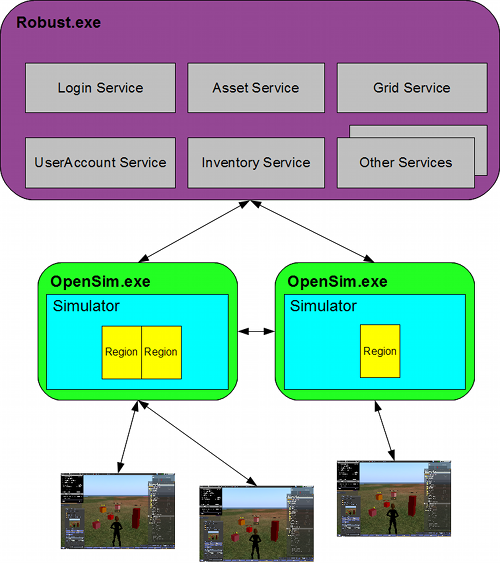 Robust.exe
Login Service
Asset Service
Grid Service
UserAccount Service
Inventory Service
Other Services
OpenSim.exe
Simulator
Region
Region
OpenSim.exe
Simulator
Region